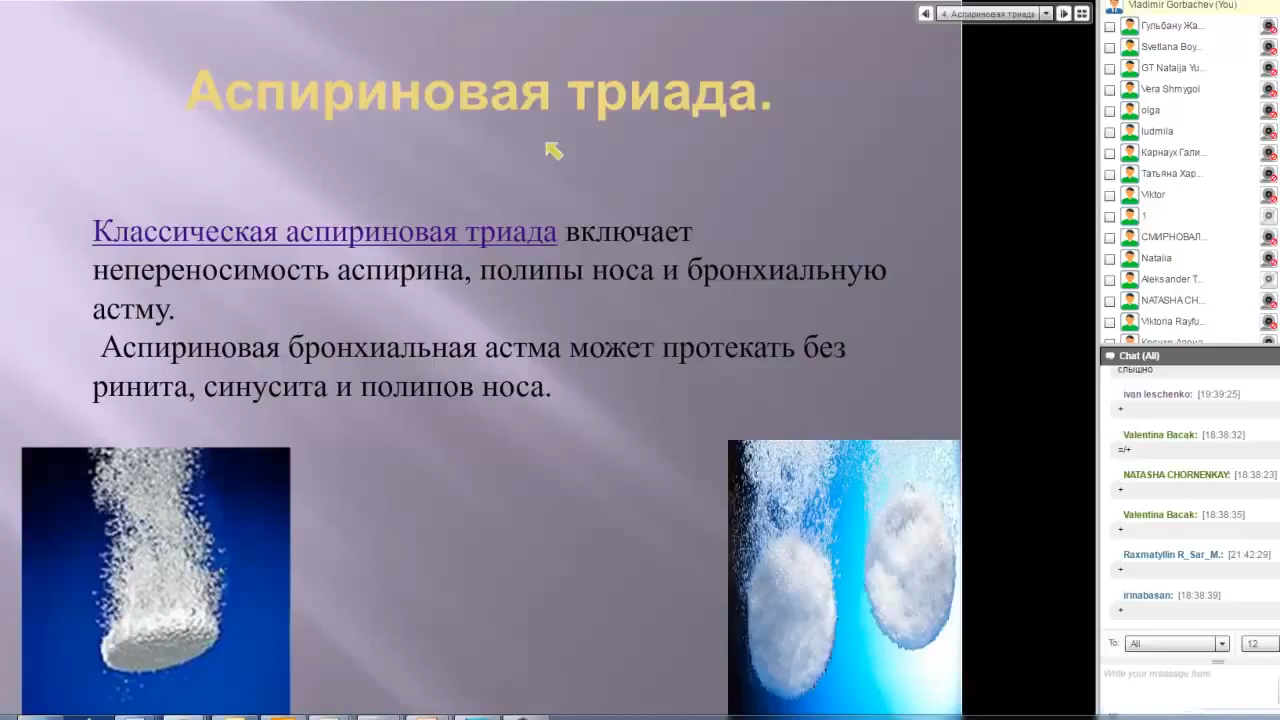 4. Аспириновая триада
Аспириновая триада.
Классическая аспириновая триада включает
непереносимость аспирина, полипы носа и бронхиальную
астму.
Аспириновая бронхиальная астма может протекать без
ринита, синусита и полипов носа.
Vladimir Gorbachev (You)
Гульбану Жа...
Svetlana Boy...
GT Natalja Yu...
Vera Shmygol
olga
ludmila
Карнаух Гали...
Татьяна Хар...
Viktor
1
СМИРНОВАЛ...
Natalia
Aleksander T...
NATASHA CH...
Viktoria Rayfu...
Chat (All)
слышно
ivan leschenko: [19:39:25]
+
Valentina Bacak: [18:38:32]
=/+
NATASHA CHORNENKAY: [18:38:23]
+
Valentina Bacak: [18:38:35]
+
Raxmatyllin R_Sar_M.: [21:42:29]
+
irinabasan: [18:38:39]
+
To: All 12
Write your message here